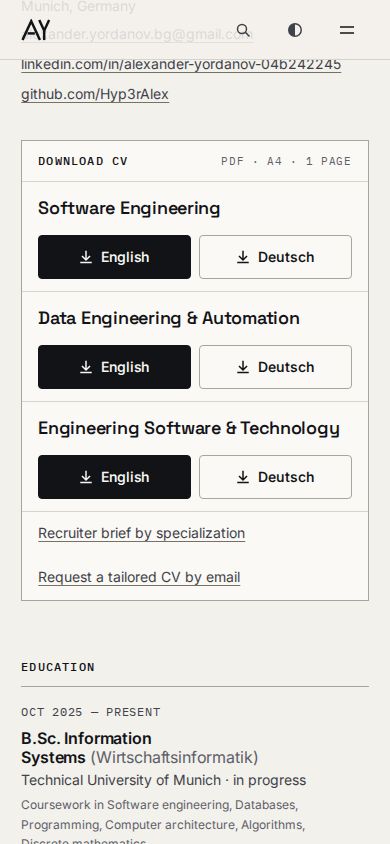 Munich, Germany
AY
ander.yordanov.bg@gmail.com
linkedin.com/in/alexander-yordanov-04b242245
github.com/Hyp3rAlex
DOWNLOAD CV PDF · A4 · 1 PAGE
Software Engineering
English Deutsch
Data Engineering & Automation
English Deutsch
Engineering Software & Technology
English Deutsch
Recruiter brief by specialization
Request a tailored CV by email
EDUCATION
OCT 2025 — PRESENT
B.Sc. Information
Systems (Wirtschaftsinformatik)
Technical University of Munich · in progress
Coursework in Software engineering, Databases,
Programming, Computer architecture, Algorithms,
Discrete mathematics